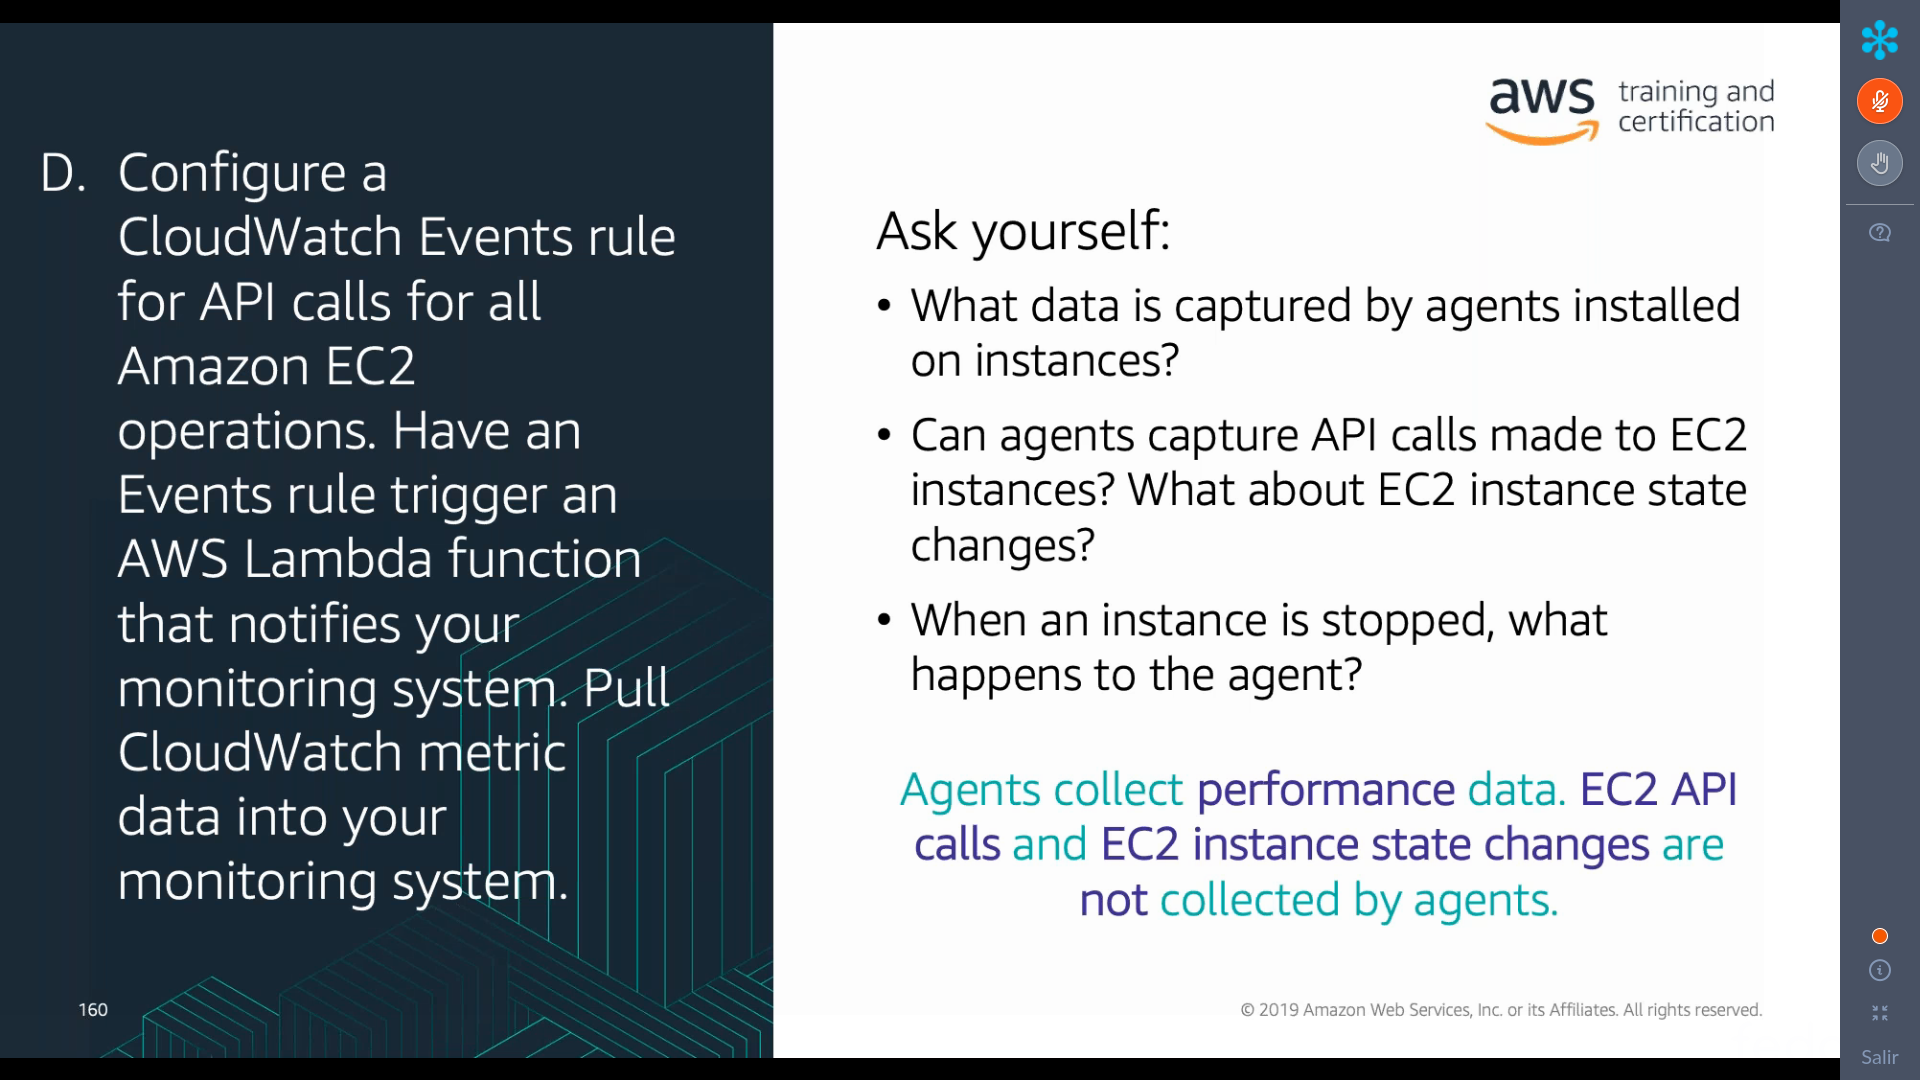 D. Configure a
CloudWatch Events rule
for API calls for all
Amazon EC2
operations. Have an
Events rule trigger an
AWS Lambda function
that notifies your
monitoring system. Pull
CloudWatch metric
data into your
monitoring system.
160
aws training and
certification
Ask yourself:
• What data is captured by agents installed
on instances?
• Can agents capture API calls made to EC2
instances? What about EC2 instance state
changes?
• When an instance is stopped, what
happens to the agent?
Agents collect performance data. EC2 API
calls and EC2 instance state changes are
not collected by agents.
© 2019 Amazon Web Services, Inc. or its Affiliates. All rights reserved.
Salir